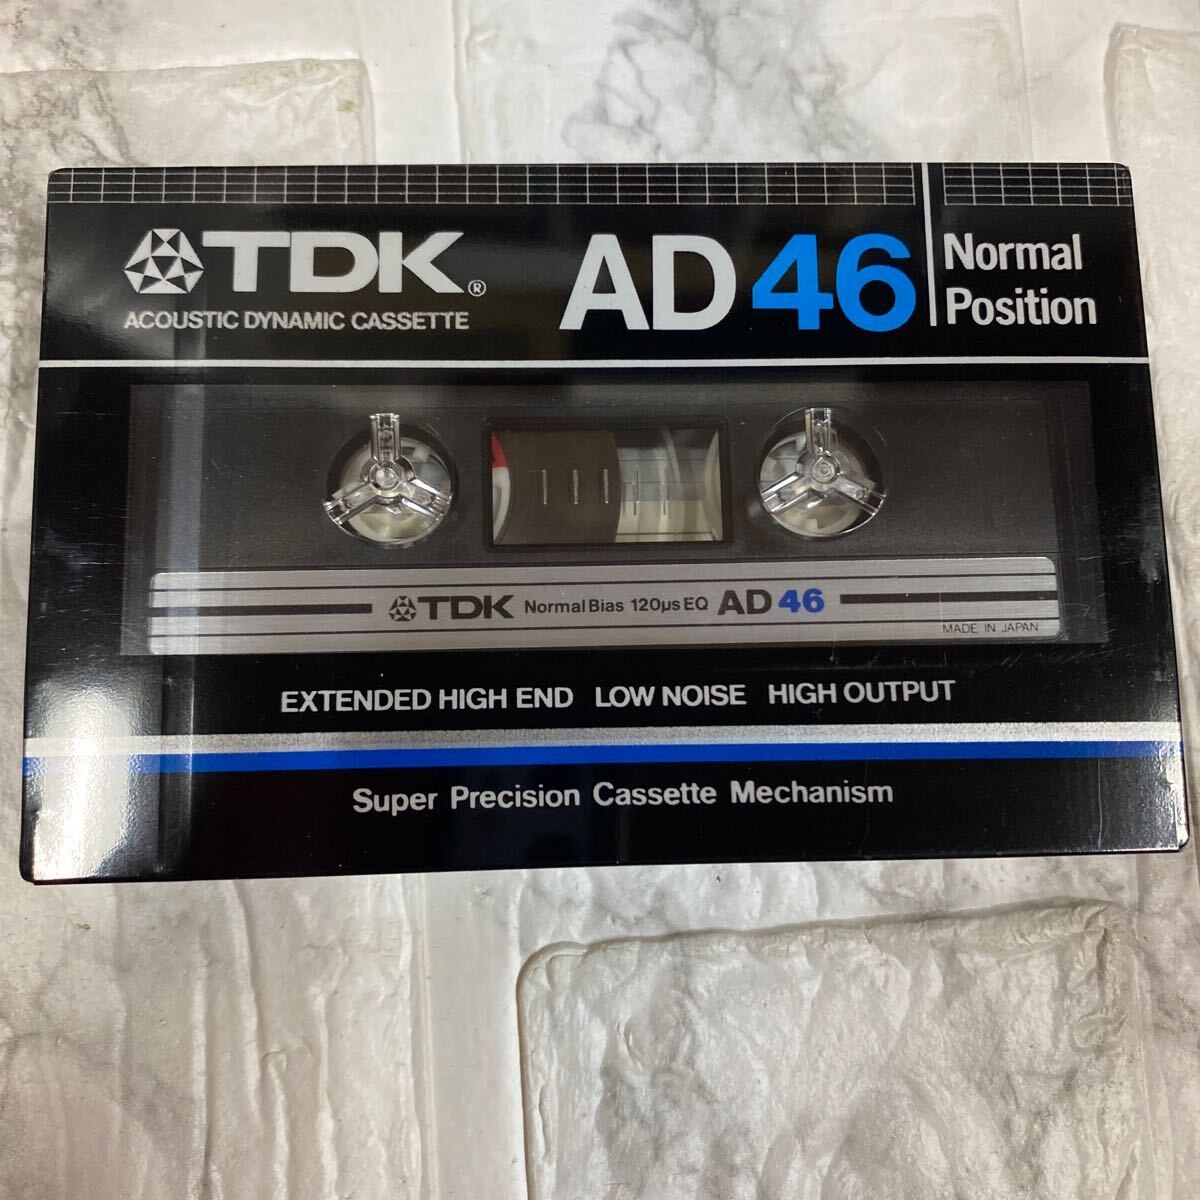 TDK®
ACOUSTIC DYNAMIC CASSETTE
AD 46
Normal
Position
TDK Normal Bias 120µs EQ AD 46
MADE IN JAPAN
EXTENDED HIGH END LOW NOISE HIGH OUTPUT
Super Precision Cassette Mechanism